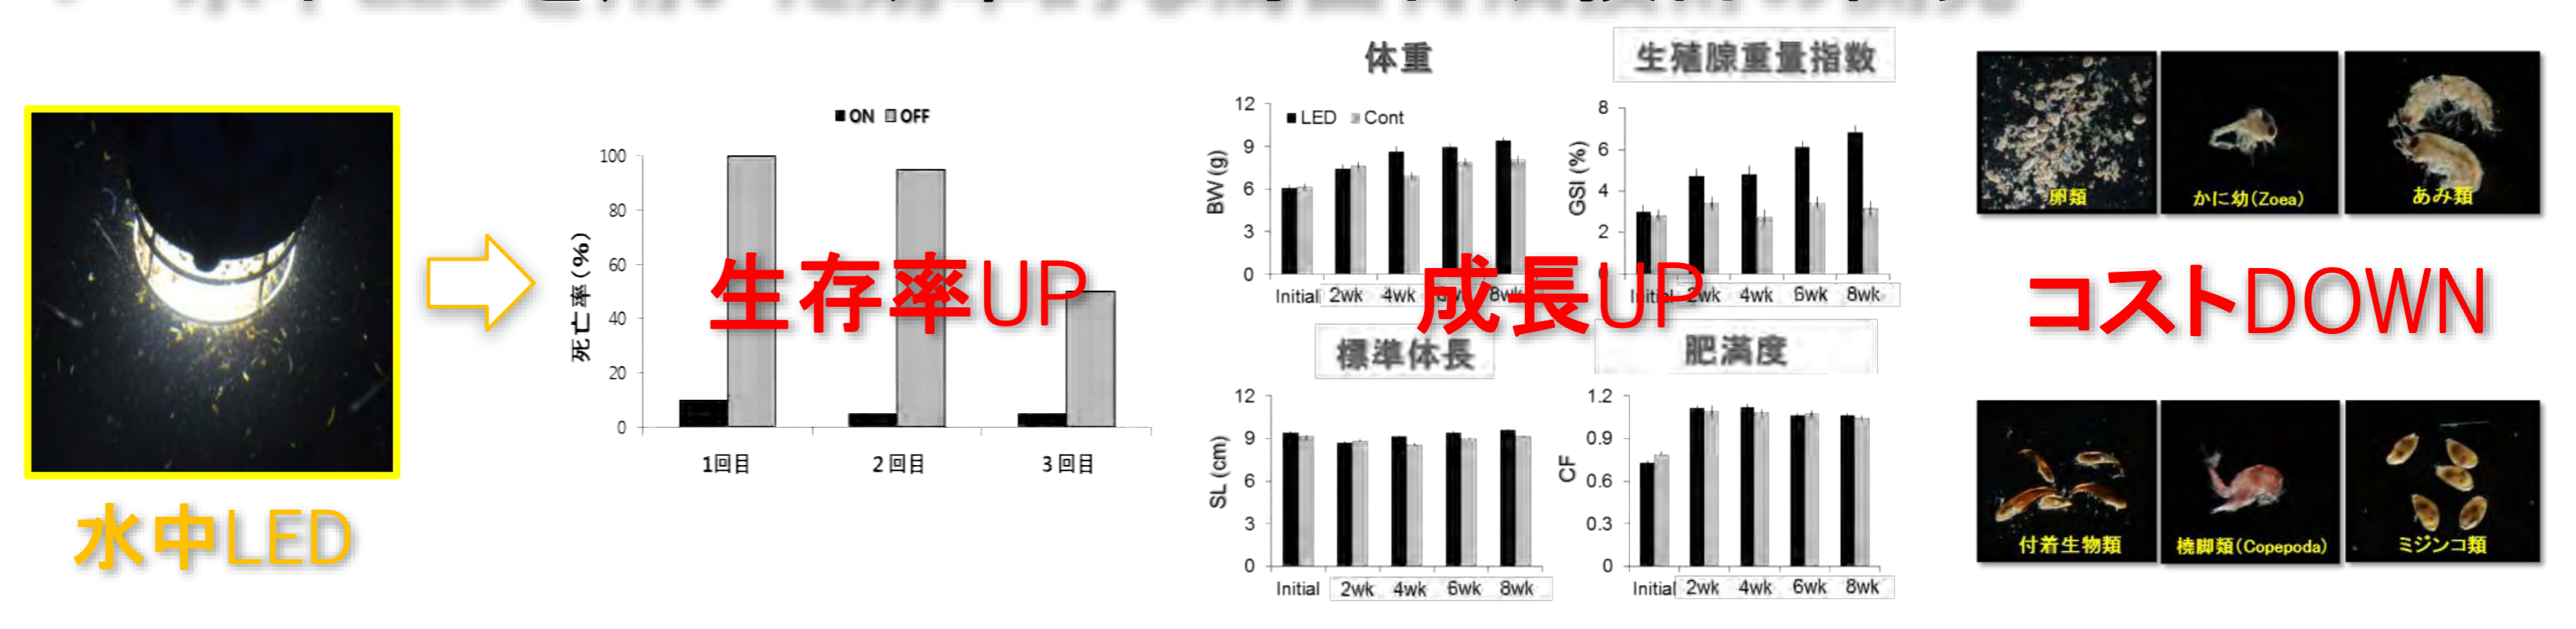 水中LED
ON OFF
死亡率(%)
100
80
60
40
20
0
1回目 2回目 3回目
生存率UP
体重
LED Cont
BW (g)
12
9
6
3
0
Initial 2wk 4wk 6wk 8wk
生殖腺重量指数
GSI (%)
8
6
4
2
0
Initial 2wk 4wk 6wk 8wk
成長UP
標準体長
SL (cm)
12
9
6
3
0
Initial 2wk 4wk 6wk 8wk
肥満度
CF
1.2
0.9
0.6
0.3
0
Initial 2wk 4wk 6wk 8wk
卵類
かに幼(Zoea)
あみ類
コストDOWN
付着生物類
橈脚類(Copepoda)
ミジンコ類